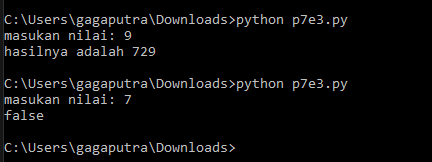 C:\Users\gagaputra\Downloads>python p7e3.py
masukan nilai: 9
hasilnya adalah 729
C:\Users\gagaputra\Downloads>python p7e3.py
masukan nilai: 7
false
C:\Users\gagaputra\Downloads>